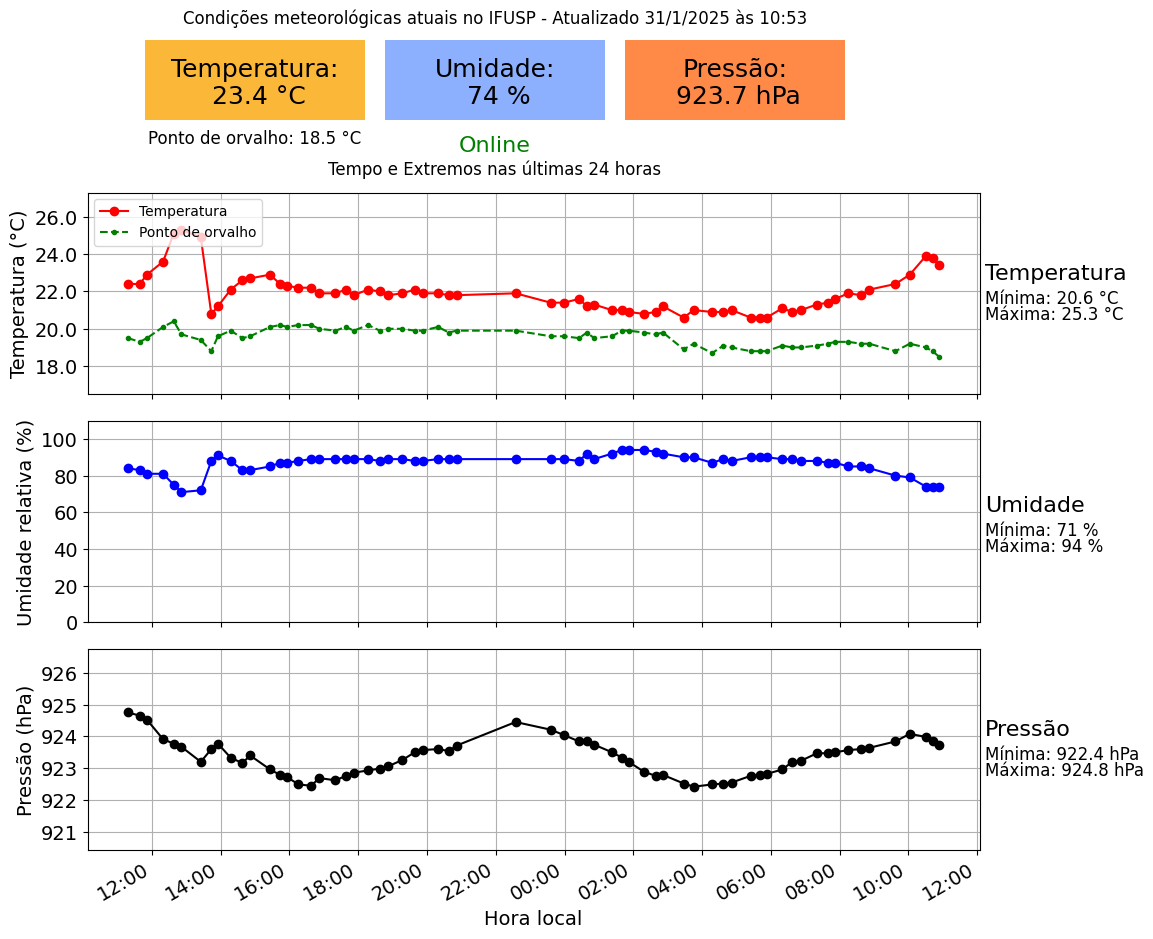 Condições meteorológicas atuais no IFUSP - Atualizado 31/1/2025 às 10:53
Temperatura:
23.4 °C
Umidade:
74 %
Pressão:
923.7 hPa
Ponto de orvalho: 18.5 °C
Online
Tempo e Extremos nas últimas 24 horas
Temperatura (°C)
26.0
24.0
22.0
20.0
18.0
Temperatura
Ponto de orvalho
Temperatura
Mínima: 20.6 °C
Máxima: 25.3 °C
Umidade relativa (%)
100
80
60
40
20
0
Umidade
Mínima: 71 %
Máxima: 94 %
Pressão (hPa)
926
925
924
923
922
921
Pressão
Mínima: 922.4 hPa
Máxima: 924.8 hPa
12:00 14:00 16:00 18:00 20:00 22:00 00:00 02:00 04:00 06:00 08:00 10:00 12:00
Hora local